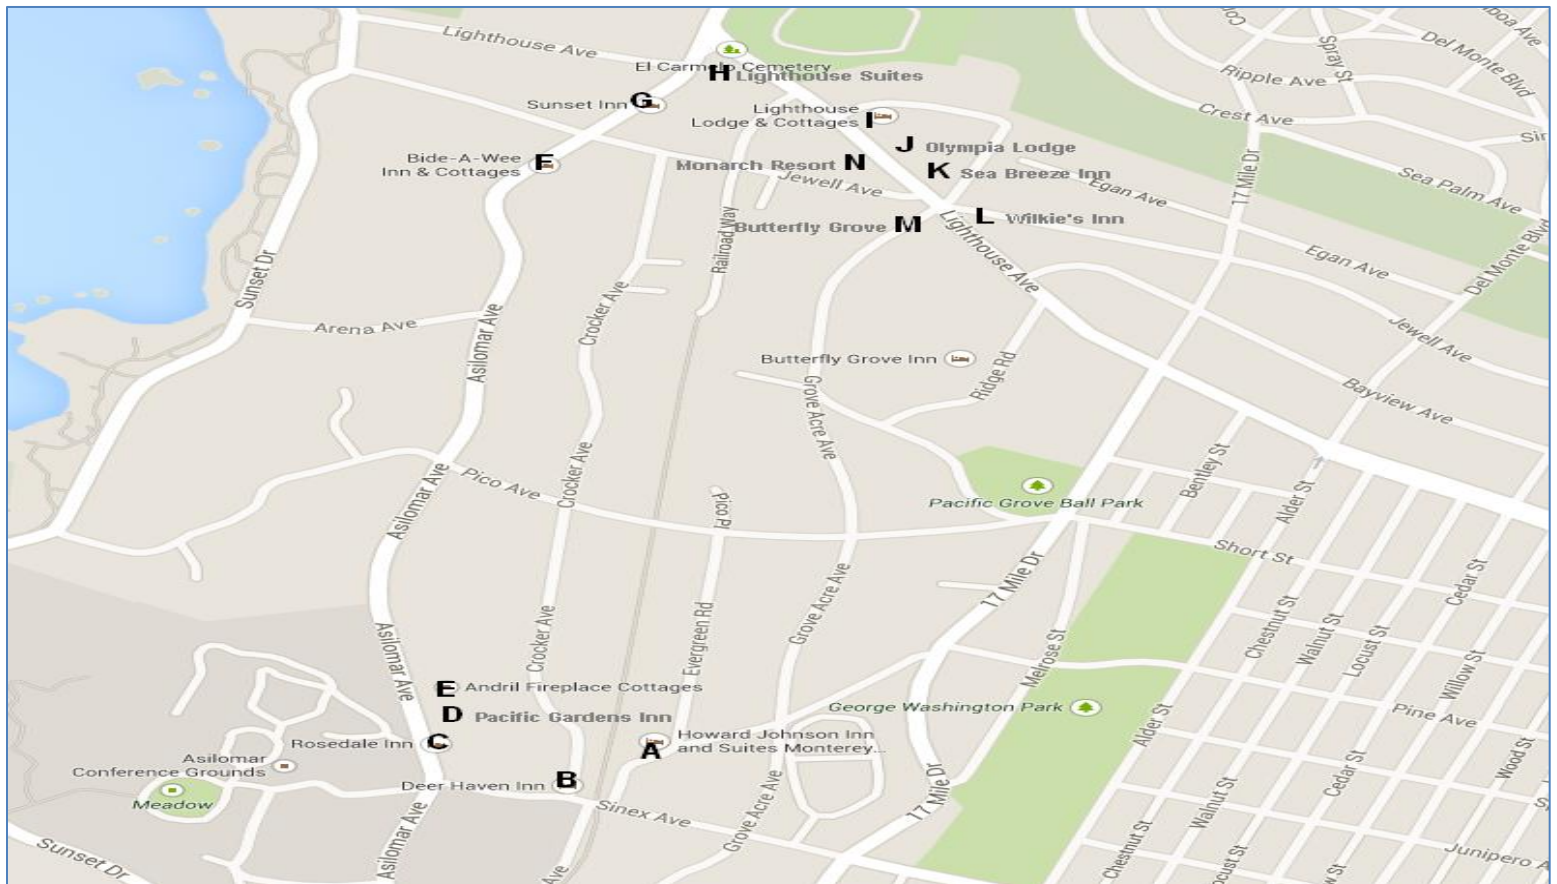 Lighthouse Ave
El Carmelo Cemetery
H Lighthouse Suites
Sunset Inn G
Lighthouse
Lodge & Cottages I
J Olympia Lodge
Bide-A-Wee
Inn & Cottages F
Monarch Resort N
K Sea Breeze Inn
Jewell Ave
Egan Ave
L Wilkie's Inn
Butterfly Grove M
Lighthouse Ave
Spray St
Del Monte Blvd
Ripple Ave
Crest Ave
17 Mile Dr
Sea Palm Ave
Egan Ave
Del Monte Blvd
Jewell Ave
Bayview Ave
Sunset Dr
Arena Ave
Asilomar Ave
Crocker Ave
Railroad Way
Butterfly Grove Inn
Ridge Rd
Grove Acre Ave
Pico Ave
Crocker Ave
Asilomar Ave
Pico Pl
Pacific Grove Ball Park
Bentley St
Alder St
Short St
17 Mile Dr
Cedar St
Chestnut St
Walnut St
Locust St
Willow St
Grove Acre Ave
Evergreen Rd
Crocker Ave
Asilomar Ave
Melrose St
E Andril Fireplace Cottages
D Pacific Gardens Inn
Rosedale Inn C
Asilomar
Conference Grounds
Meadow
Deer Haven Inn B
A
Howard Johnson Inn
and Suites Monterey...
George Washington Park
Alder St
Pine Ave
Wood St
Cedar St
Walnut St
17 Mile Dr
Sinex Ave
Grove Acre Ave
Asilomar Ave
Sunset Dr
Ave
Chestnut St
ocust St
w St
Junipero A